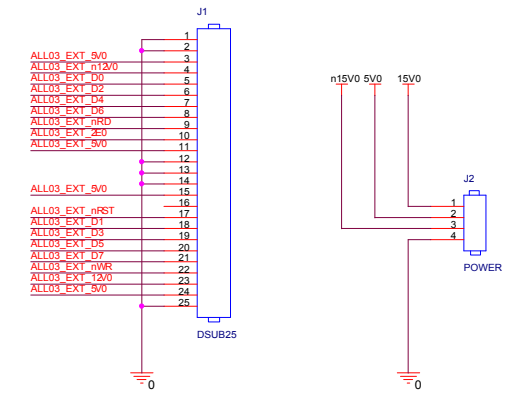 J1
1
2
ALL03_EXT_5V0 3
ALL03_EXT_n12V0 4
ALL03_EXT_D0 5
ALL03_EXT_D2 6
ALL03_EXT_D4 7
ALL03_EXT_D6 8
ALL03_EXT_nRD 9
ALL03_EXT_2E0 10
ALL03_EXT_5V0 11
12
13
14
ALL03_EXT_5V0 15
16
ALL03_EXT_nRST 17
ALL03_EXT_D1 18
ALL03_EXT_D3 19
ALL03_EXT_D5 20
ALL03_EXT_D7 21
ALL03_EXT_nWR 22
ALL03_EXT_12V0 23
ALL03_EXT_5V0 24
25
DSUB25
0
n15V0 5V0 15V0
J2
1
2
3
4
POWER
0